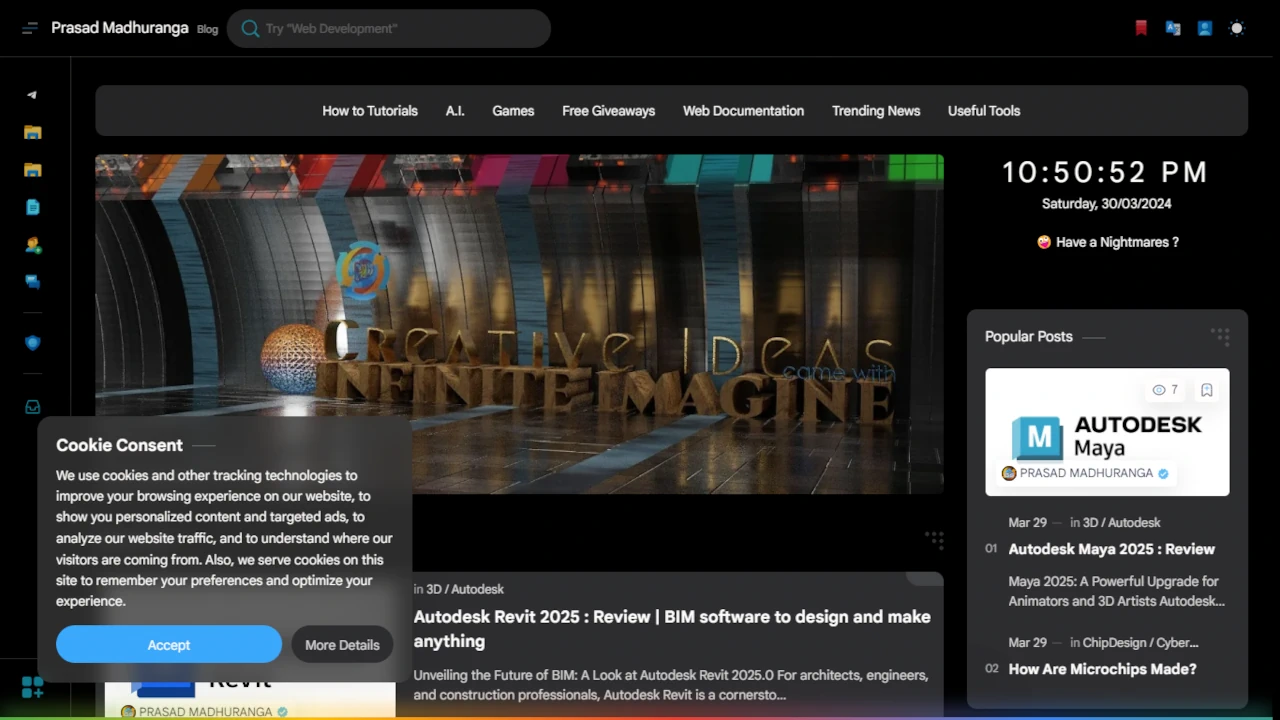 Prasad Madhuranga Blog
Try "Web Development"
How to Tutorials
A.I.
Games
Free Giveaways
Web Documentation
Trending News
Useful Tools
CREATIVE IDEAS
came with
INFINITE IMAGINE
10:50:52 PM
Saturday, 30/03/2024
🤪 Have a Nightmares ?
Popular Posts
7
M
AUTODESK
Maya
PRASAD MADHURANGA
Mar 29 — in 3D / Autodesk
01 Autodesk Maya 2025 : Review
Maya 2025: A Powerful Upgrade for
Animators and 3D Artists Autodesk...
Mar 29 — in ChipDesign / Cyber...
02 How Are Microchips Made?
Cookie Consent
We use cookies and other tracking technologies to
improve your browsing experience on our website, to
show you personalized content and targeted ads, to
analyze our website traffic, and to understand where our
visitors are coming from. Also, we serve cookies on this
site to remember your preferences and optimize your
experience.
Accept
More Details
in 3D / Autodesk
Autodesk Revit 2025 : Review | BIM software to design and make
anything
Unveiling the Future of BIM: A Look at Autodesk Revit 2025.0 For architects, engineers,
and construction professionals, Autodesk Revit is a cornersto...
Revit
PRASAD MADHURANGA